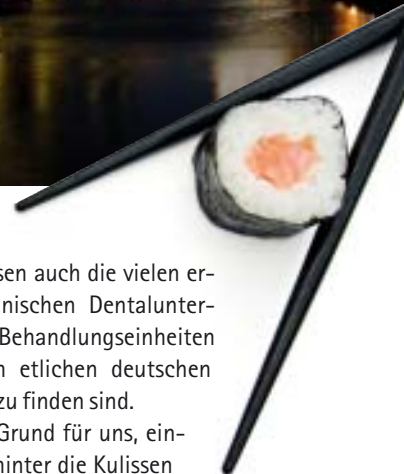 sen auch die vielen er-
nischen Dentalunter-
Behandlungseinheiten
n etlichen deutschen
zu finden sind.
Grund für uns, ein-
hinter die Kulissen